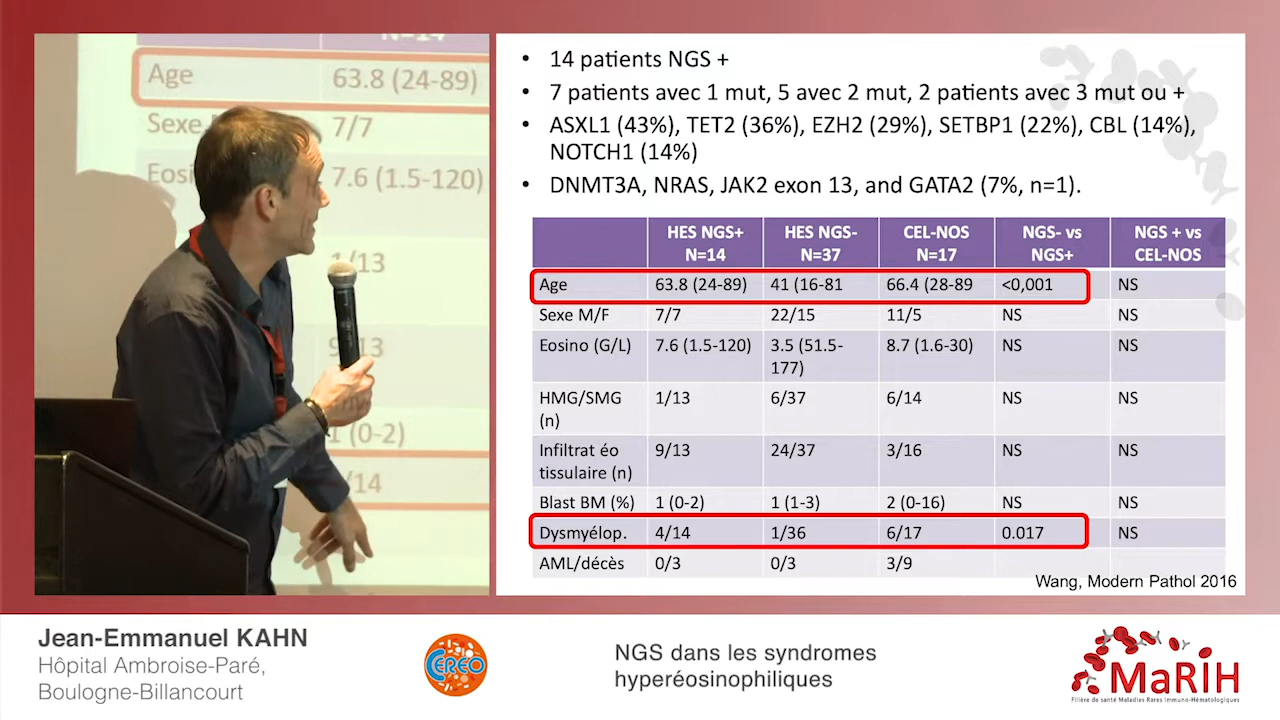 N=14
Age 63.8 (24-89)
Sexe 7/7
Eosi 7.6 (1.5-120)
/13
/13
1 (0-2)
/14
• 14 patients NGS +
• 7 patients avec 1 mut, 5 avec 2 mut, 2 patients avec 3 mut ou +
• ASXL1 (43%), TET2 (36%), EZH2 (29%), SETBP1 (22%), CBL (14%),
NOTCH1 (14%)
• DNMT3A, NRAS, JAK2 exon 13, and GATA2 (7%, n=1).
HES NGS+ HES NGS- CEL-NOS NGS- vs NGS + vs
N=14 N=37 N=17 NGS+ CEL-NOS
Age 63.8 (24-89) 41 (16-81 66.4 (28-89 <0,001 NS
Sexe M/F 7/7 22/15 11/5 NS NS
Eosino (G/L) 7.6 (1.5-120) 3.5 (51.5- 8.7 (1.6-30) NS NS
177)
HMG/SMG 1/13 6/37 6/14 NS NS
(n)
Infiltrat éo 9/13 24/37 3/16 NS NS
tissulaire (n)
Blast BM (%) 1 (0-2) 1 (1-3) 2 (0-16) NS NS
Dysmyélop. 4/14 1/36 6/17 0.017 NS
AML/décès 0/3 0/3 3/9
Wang, Modern Pathol 2016
Jean-Emmanuel KAHN
Hôpital Ambroise-Paré,
Boulogne-Billancourt
CEREO
NGS dans les syndromes
hyperéosinophiliques
MaRIH
Filière de santé Maladies Rares Immuno-Hématologiques